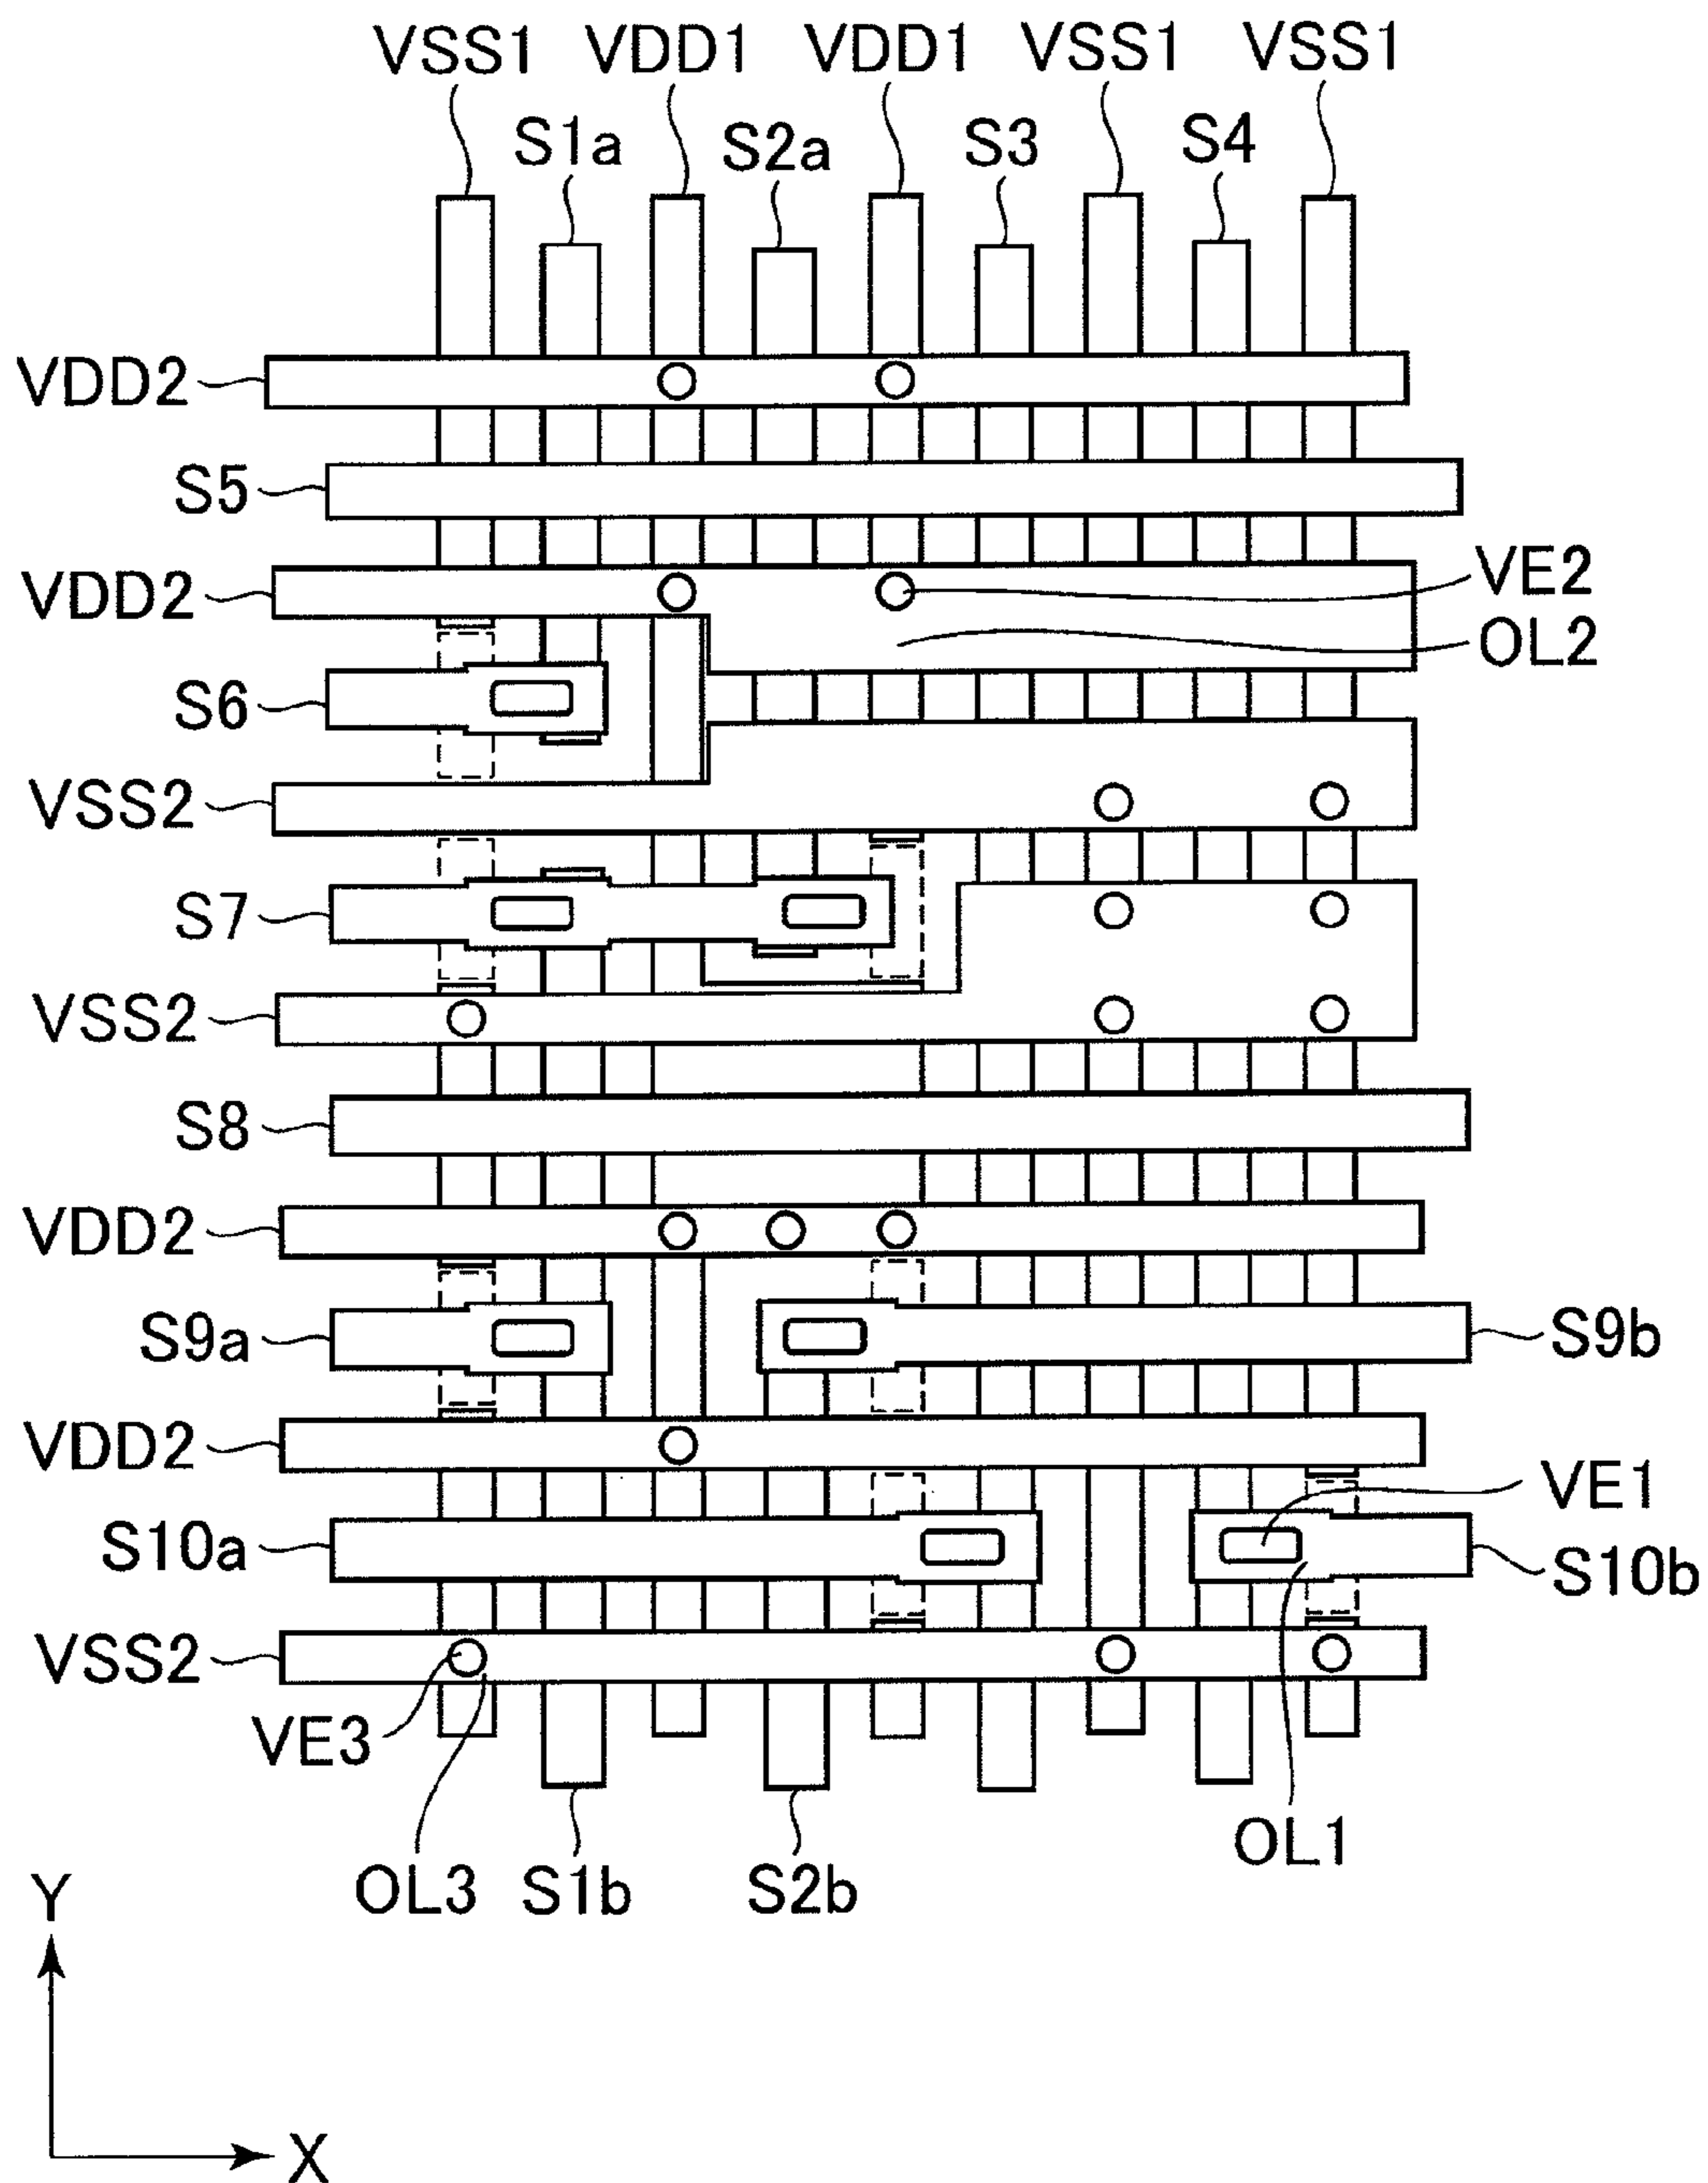 VSS1 VDD1 VDD1 VSS1 VSS1
S1a S2a S3 S4
VDD2
S5
VDD2 VE2
OL2
S6
VSS2
S7
VSS2
S8
VDD2
S9a S9b
VDD2
VE1
S10a S10b
VSS2
VE3
OL3 S1b S2b OL1
Y
X